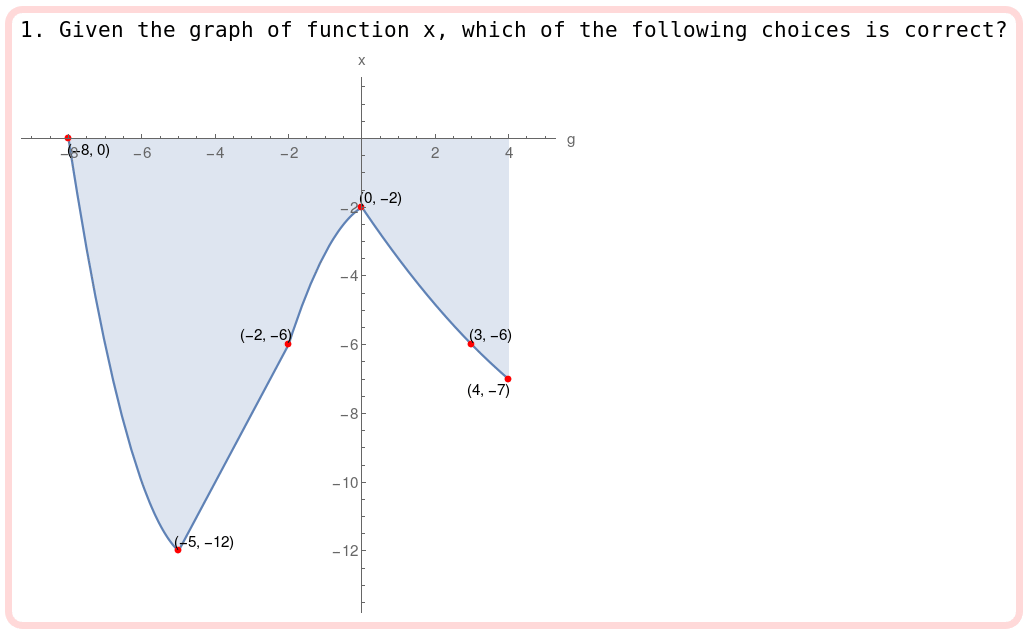 1. Given the graph of function x, which of the following choices is correct?
x
g
(−8, 0)
−8 −6 −4 −2 2 4
(0, −2)
−2
−4
(−2, −6) (3, −6)
−6
(4, −7)
−8
−10
(−5, −12)
−12